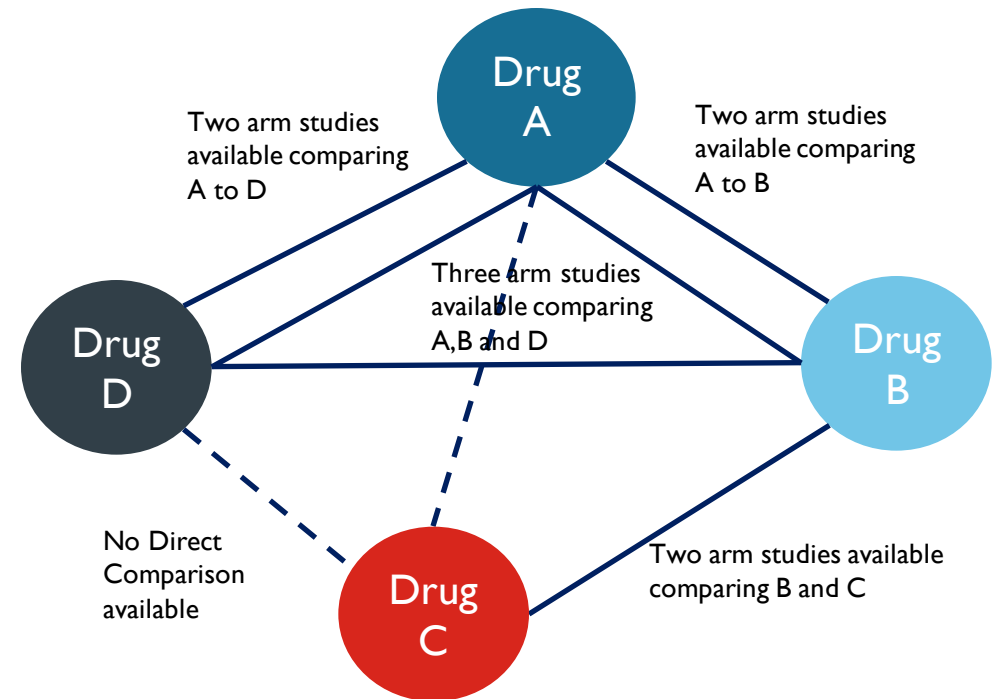 Drug
A
Two arm studies
available comparing
A to D
Two arm studies
available comparing
A to B
Three arm studies
available comparing
A,B and D
Drug
D
Drug
B
No Direct
Comparison
available
Drug
C
Two arm studies available
comparing B and C